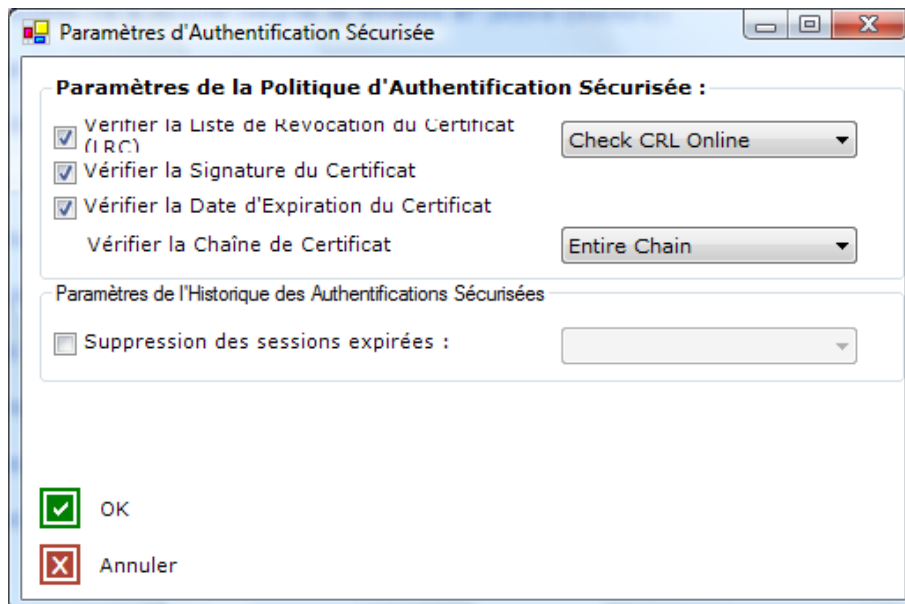 Paramètres d'Authentification Sécurisée
Paramètres de la Politique d'Authentification Sécurisée :
Vérifier la Liste de Révocation du Certificat
(LRC)
Check CRL Online
Vérifier la Signature du Certificat
Vérifier la Date d'Expiration du Certificat
Vérifier la Chaîne de Certificat
Entire Chain
Paramètres de l'Historique des Authentifications Sécurisées
Suppression des sessions expirées :
OK
Annuler